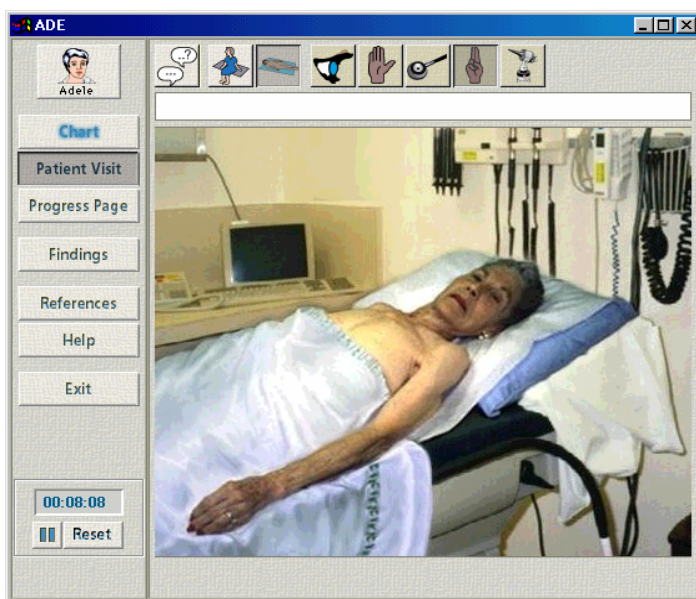 ADE
...?
...
Adele
Chart
Patient Visit
Progress Page
Findings
References
Help
Exit
00:08:08
Reset